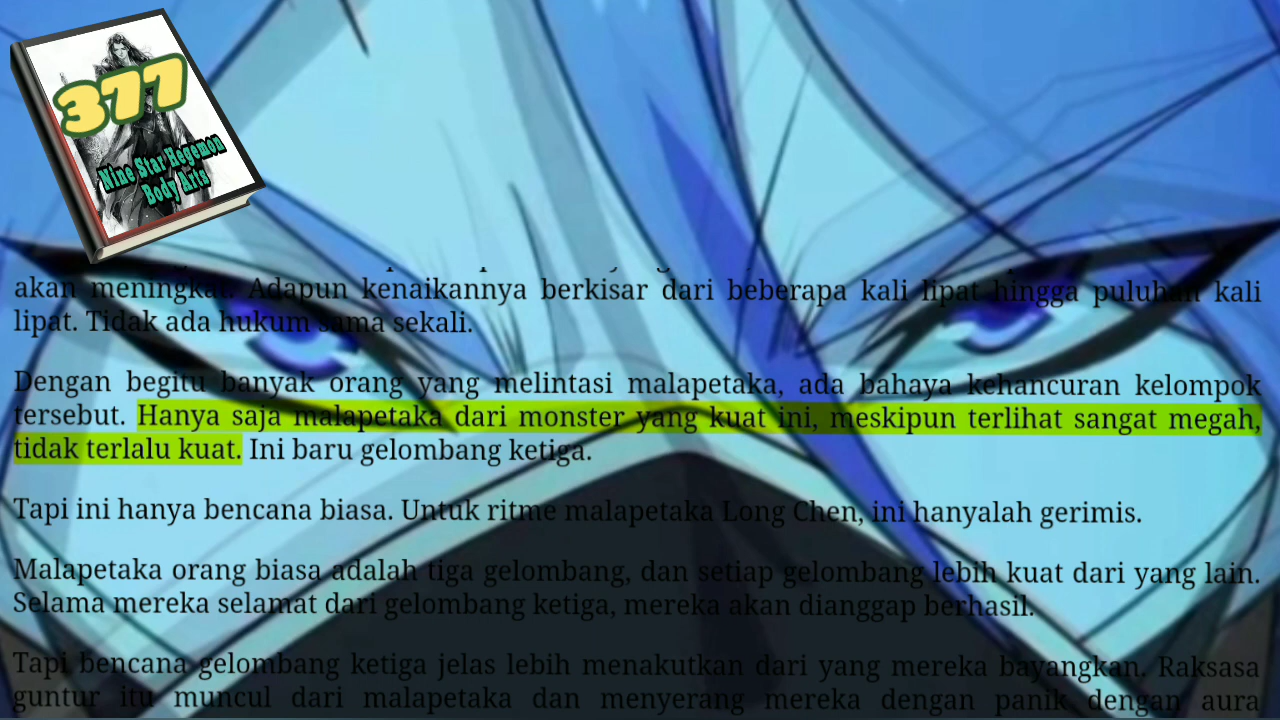 377
Nine Star Hegemon
Body Arts
akan meningkat. Adapun kenaikannya berkisar dari beberapa kali lipat hingga puluhan kali
lipat. Tidak ada hukum sama sekali.
Dengan begitu banyak orang yang melintasi malapetaka, ada bahaya kehancuran kelompok
tersebut. Hanya saja malapetaka dari monster yang kuat ini, meskipun terlihat sangat megah,
tidak terlalu kuat. Ini baru gelombang ketiga.
Tapi ini hanya bencana biasa. Untuk ritme malapetaka Long Chen, ini hanyalah gerimis.
Malapetaka orang biasa adalah tiga gelombang, dan setiap gelombang lebih kuat dari yang lain.
Selama mereka selamat dari gelombang ketiga, mereka akan dianggap berhasil.
Tapi bencana gelombang ketiga jelas lebih menakutkan dari yang mereka bayangkan. Raksasa
guntur itu muncul dari malapetaka dan menyerang mereka dengan panik dengan aura